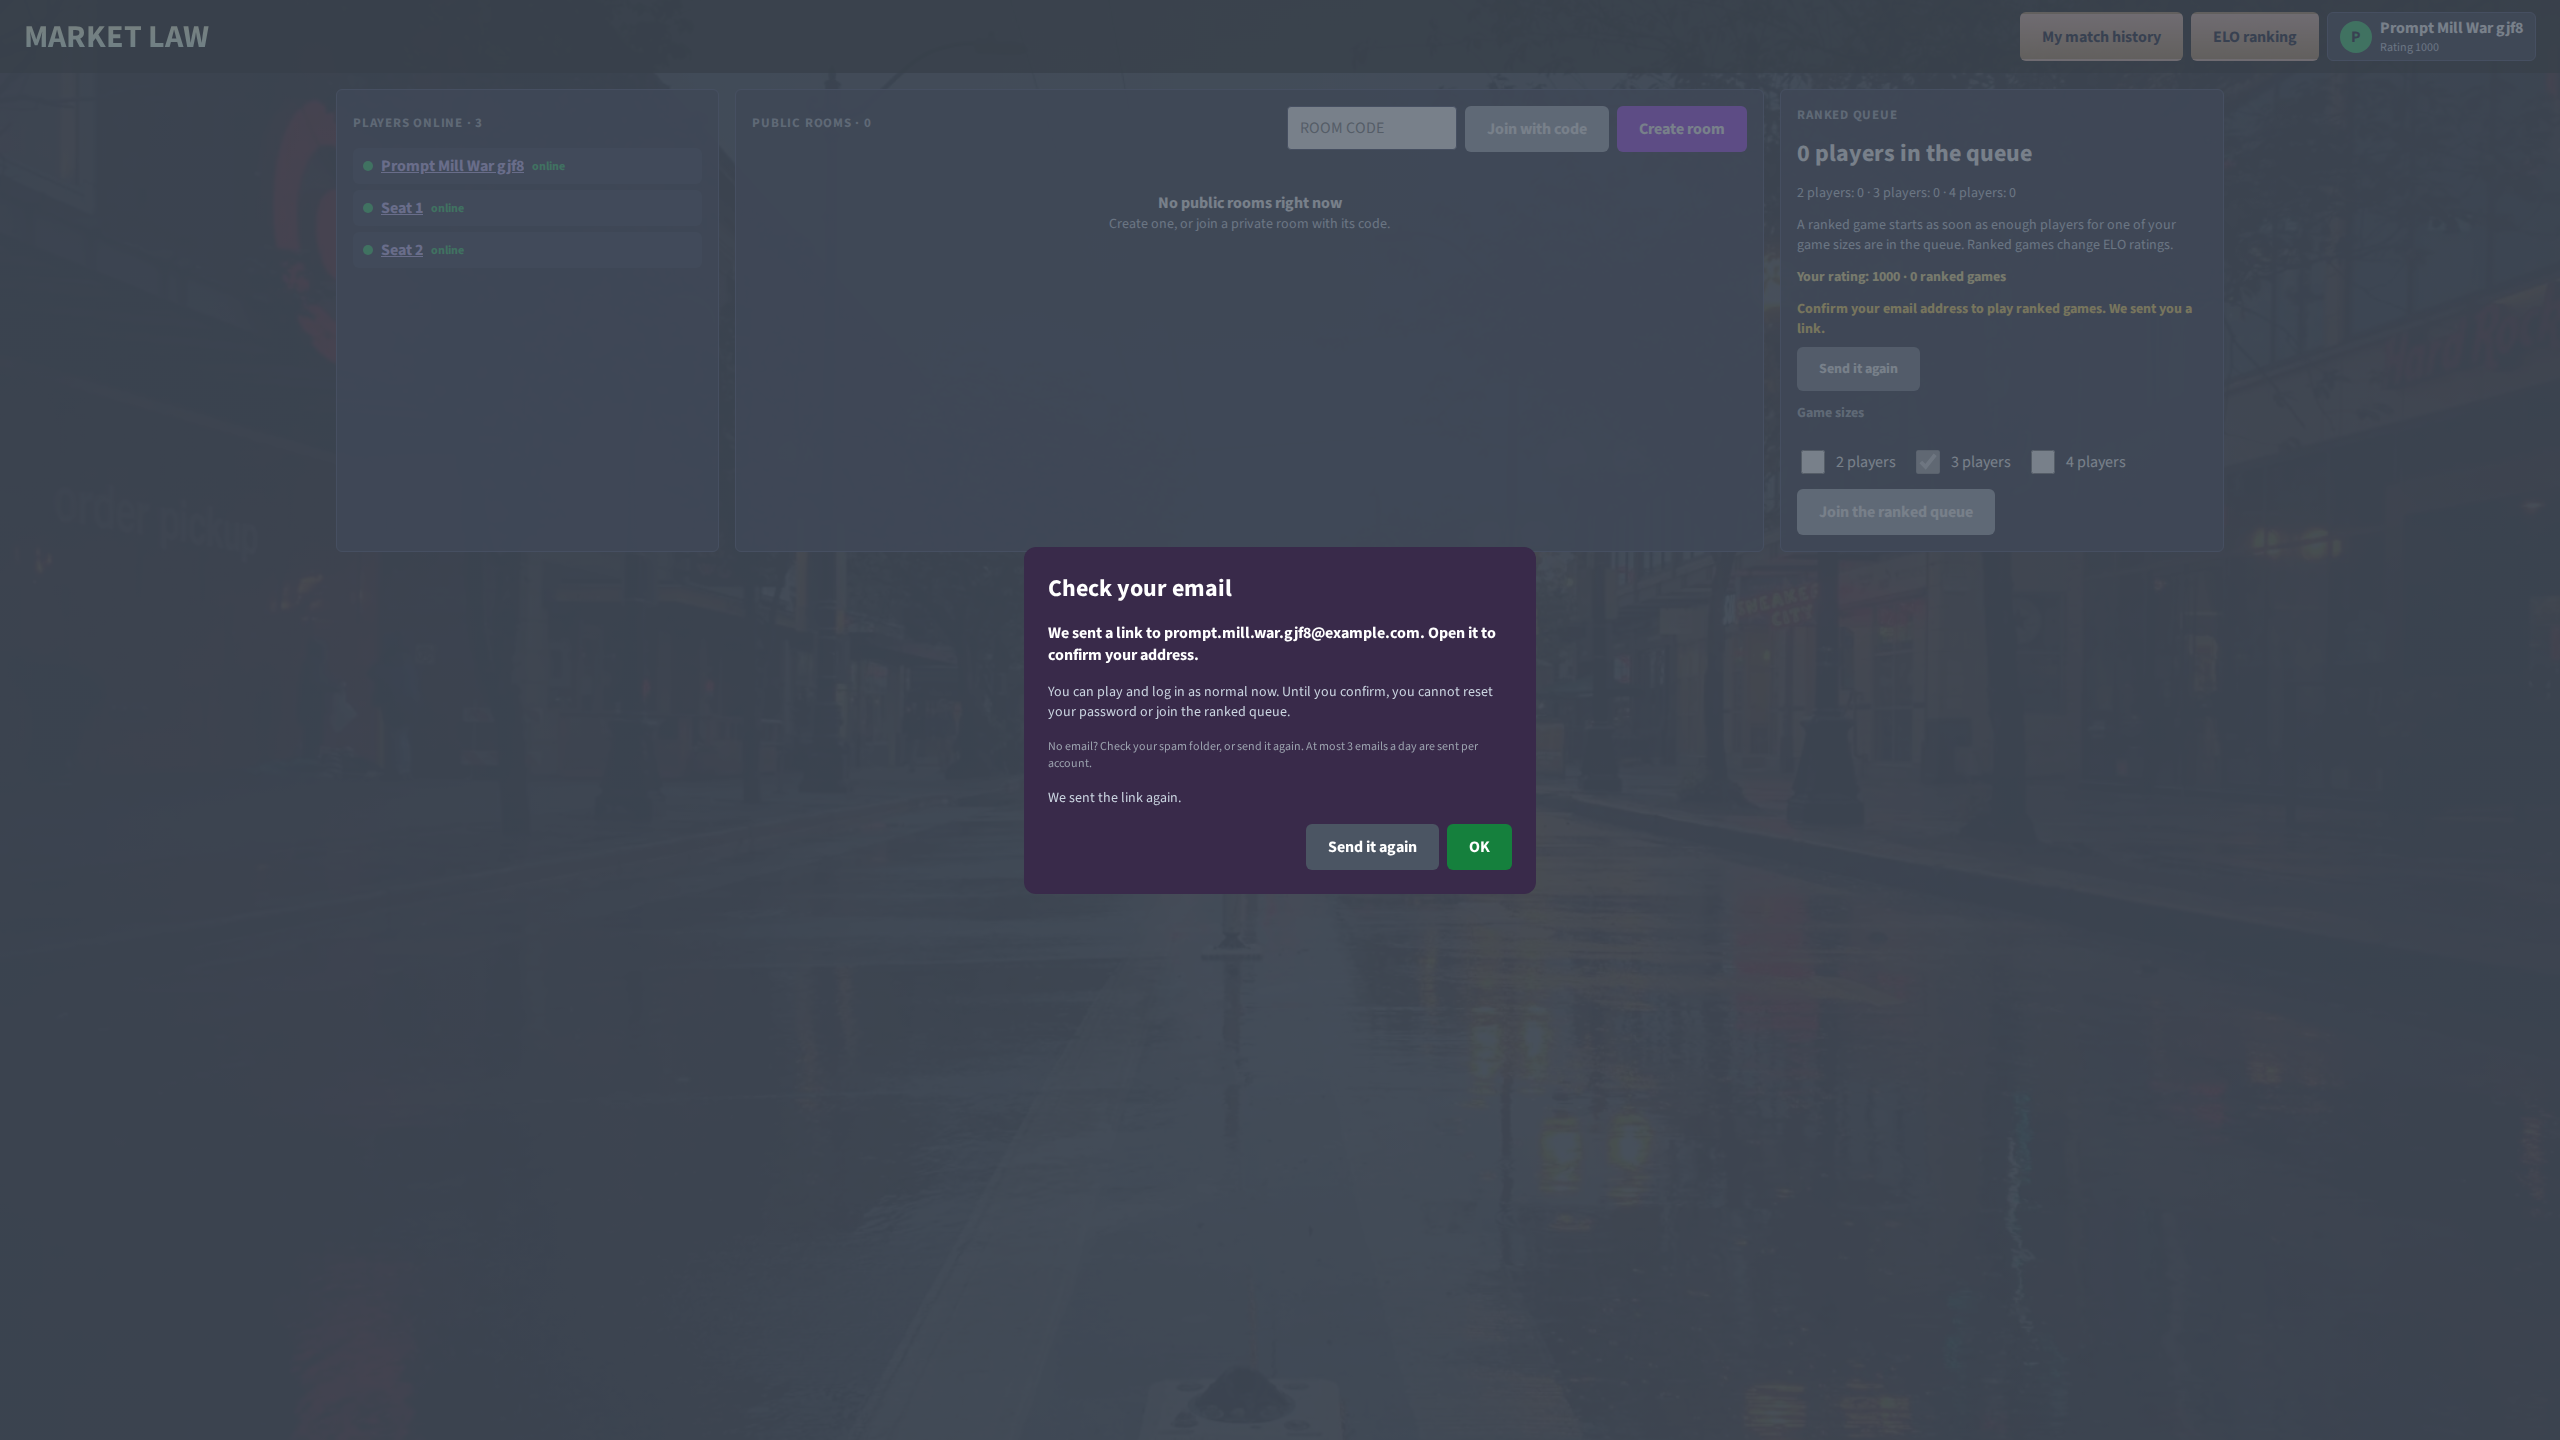 MARKET LAW
My match history
ELO ranking
P
Prompt Mill War gjf8
Rating 1000
PLAYERS ONLINE · 3
Prompt Mill War gjf8 online
Seat 1 online
Seat 2 online
PUBLIC ROOMS · 0
ROOM CODE
Join with code
Create room
No public rooms right now
Create one, or join a private room with its code.
RANKED QUEUE
0 players in the queue
2 players: 0 · 3 players: 0 · 4 players: 0
A ranked game starts as soon as enough players for one of your
game sizes are in the queue. Ranked games change ELO ratings.
Your rating: 1000 · 0 ranked games
Confirm your email address to play ranked games. We sent you a
link.
Send it again
Game sizes
2 players
3 players
4 players
Join the ranked queue
order pickup
SNEAKER
CITY
Check your email
We sent a link to prompt.mill.war.gjf8@example.com. Open it to
confirm your address.
You can play and log in as normal now. Until you confirm, you cannot reset
your password or join the ranked queue.
No email? Check your spam folder, or send it again. At most 3 emails a day are sent per
account.
We sent the link again.
Send it again
OK